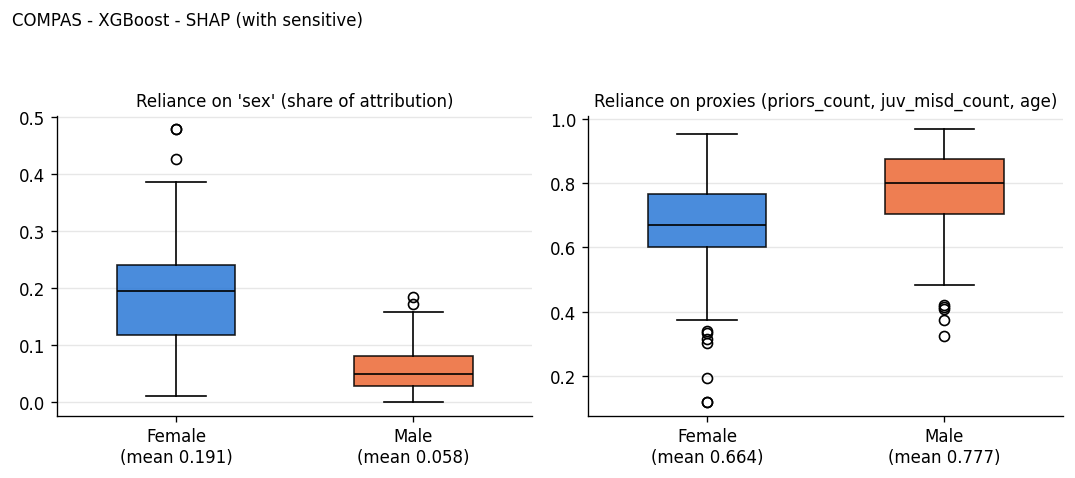 COMPAS - XGBoost - SHAP (with sensitive)
Reliance on 'sex' (share of attribution)
0.5
0.4
0.3
0.2
0.1
0.0
Female
(mean 0.191)
Male
(mean 0.058)
Reliance on proxies (priors_count, juv_misd_count, age)
1.0
0.8
0.6
0.4
0.2
Female
(mean 0.664)
Male
(mean 0.777)